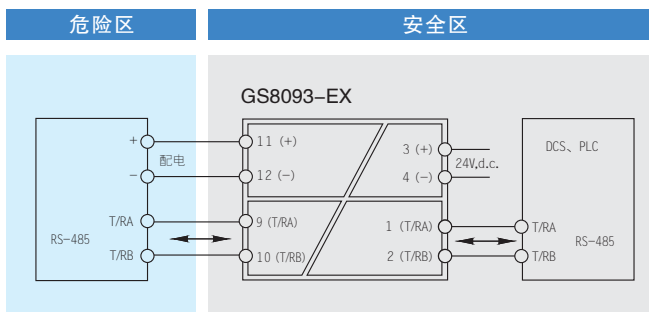 危险区
安全区
GS8093-EX
+
配电
-
T/RA
RS-485
T/RB
11 (+)
12 (-)
9 (T/RA)
10 (T/RB)
3 (+)
24V.d.c.
4 (-)
1 (T/RA)
2 (T/RB)
DCS、PLC
T/RA
RS-485
T/RB